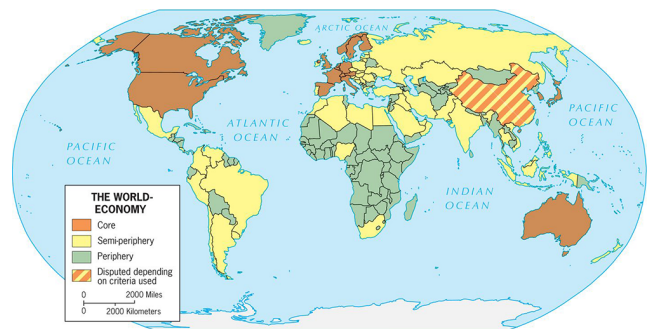 ARCTIC OCEAN
ATLANTIC
OCEAN
PACIFIC
OCEAN
PACIFIC
OCEAN
INDIAN
OCEAN
THE WORLD-
ECONOMY
Core
Semi-periphery
Periphery
Disputed depending
on criteria used
0 2000 Miles
0 2000 Kilometers